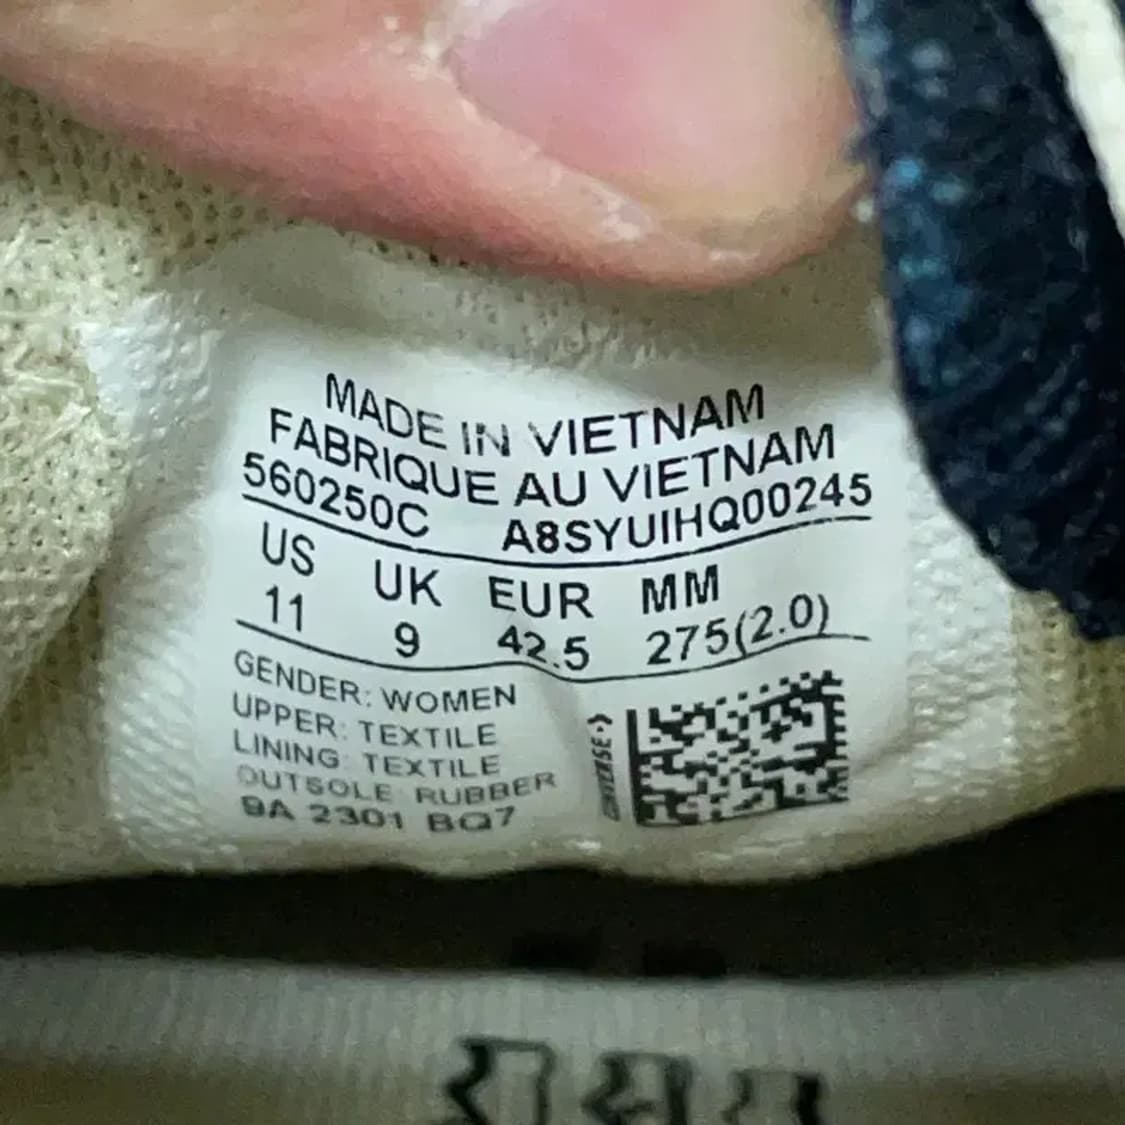 MADE IN VIETNAM
FABRIQUE AU VIETNAM
560250C A8SYUIHQ00245
US UK EUR MM
11 9 42.5 275(2.0)
GENDER: WOMEN
UPPER: TEXTILE
LINING: TEXTILE
OUTSOLE: RUBBER
9A 2301 BQ7
CONVERSE